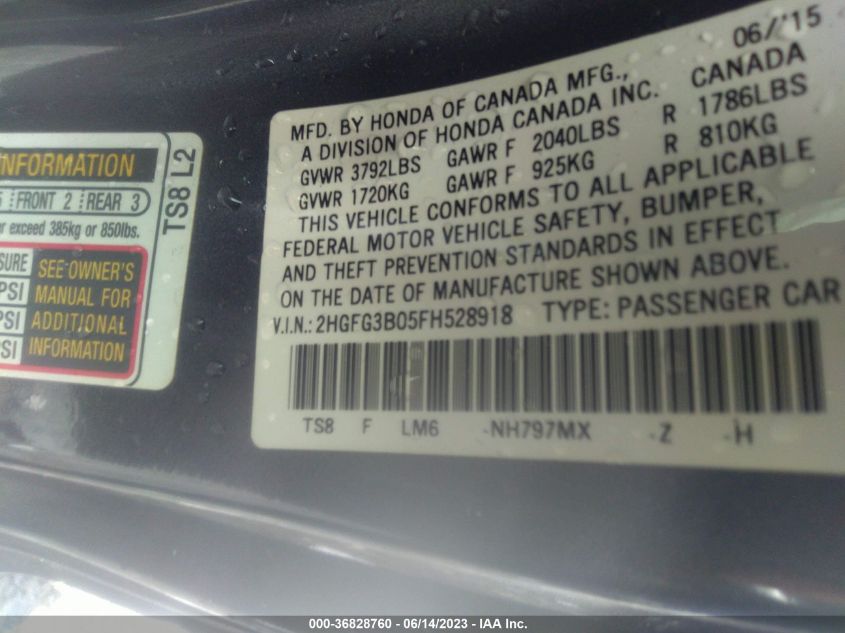 06/'15
MFD. BY HONDA OF CANADA MFG.,
A DIVISION OF HONDA CANADA INC. CANADA
GVWR 3792LBS GAWR F 2040LBS R 1786LBS
GVWR 1720KG GAWR F 925KG R 810KG
THIS VEHICLE CONFORMS TO ALL APPLICABLE
FEDERAL MOTOR VEHICLE SAFETY, BUMPER,
AND THEFT PREVENTION STANDARDS IN EFFECT
ON THE DATE OF MANUFACTURE SHOWN ABOVE.
V.I.N.: 2HGFG3B05FH528918 TYPE: PASSENGER CAR
TS8 F LM6 -NH797MX -Z -H
INFORMATION
FRONT 2 REAR 3
exceed 385kg or 850lbs.
SEE OWNER'S
PSI MANUAL FOR
PSI ADDITIONAL
PSI INFORMATION
TS8 L2
000-36828760 - 06/14/2023 - IAA Inc.